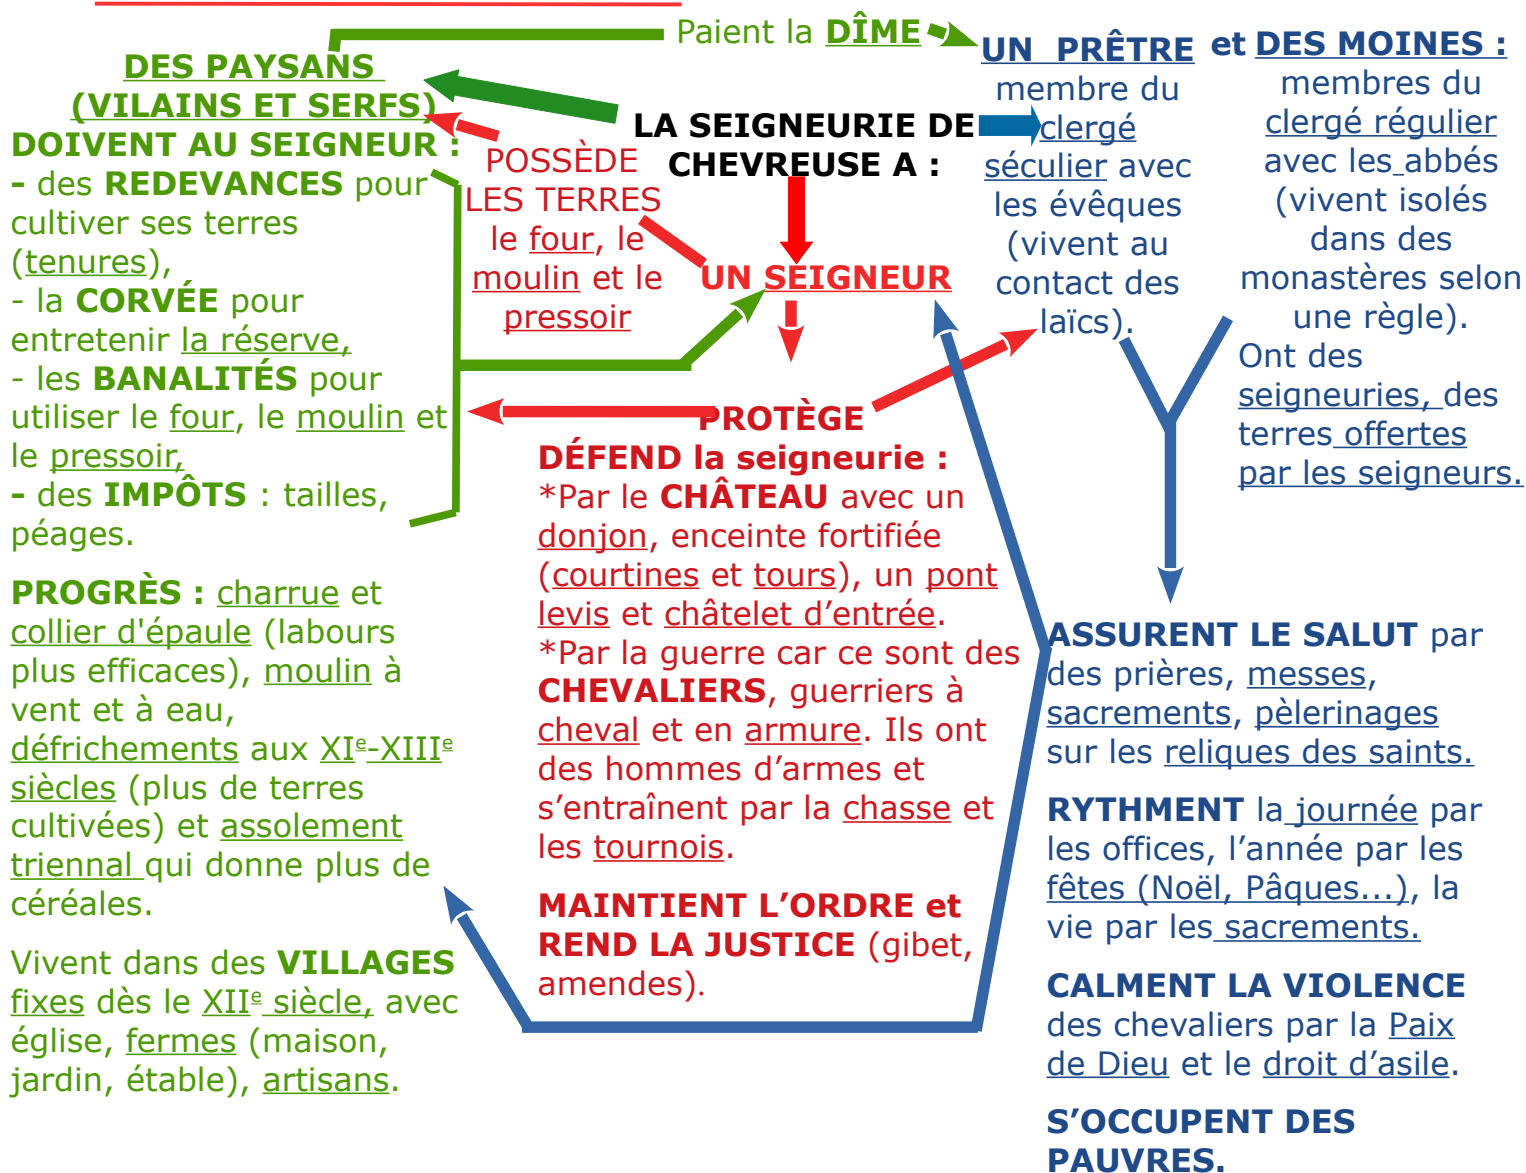 Paient la DÎME
DES PAYSANS
(VILAINS ET SERFS)
DOIVENT AU SEIGNEUR :
- des REDEVANCES pour
cultiver ses terres
(tenures),
- la CORVÉE pour
entretenir la réserve,
- les BANALITÉS pour
utiliser le four, le moulin et
le pressoir,
- des IMPÔTS : tailles,
péages.
PROGRÈS : charrue et
collier d'épaule (labours
plus efficaces), moulin à
vent et à eau,
défrichements aux XIe-XIIIe
siècles (plus de terres
cultivées) et assolement
triennal qui donne plus de
céréales.
Vivent dans des VILLAGES
fixes dès le XIIe siècle, avec
église, fermes (maison,
jardin, étable), artisans.
LA SEIGNEURIE DE
CHEVREUSE A :
POSSÈDE
LES TERRES
le four, le
moulin et le
pressoir
UN SEIGNEUR
PROTÈGE
DÉFEND la seigneurie :
*Par le CHÂTEAU avec un
donjon, enceinte fortifiée
(courtines et tours), un pont
levis et châtelet d’entrée.
*Par la guerre car ce sont des
CHEVALIERS, guerriers à
cheval et en armure. Ils ont
des hommes d’armes et
s’entraînent par la chasse et
les tournois.
MAINTIENT L’ORDRE et
REND LA JUSTICE (gibet,
amendes).
UN PRÊTRE
membre du
clergé
séculier avec
les évêques
(vivent au
contact des
laïcs).
et DES MOINES :
membres du
clergé régulier
avec les abbés
(vivent isolés
dans des
monastères selon
une règle).
Ont des
seigneuries, des
terres offertes
par les seigneurs.
ASSURENT LE SALUT par
des prières, messes,
sacrements, pèlerinages
sur les reliques des saints.
RYTHMENT la journée par
les offices, l’année par les
fêtes (Noël, Pâques...), la
vie par les sacrements.
CALMENT LA VIOLENCE
des chevaliers par la Paix
de Dieu et le droit d’asile.
S’OCCUPENT DES
PAUVRES.